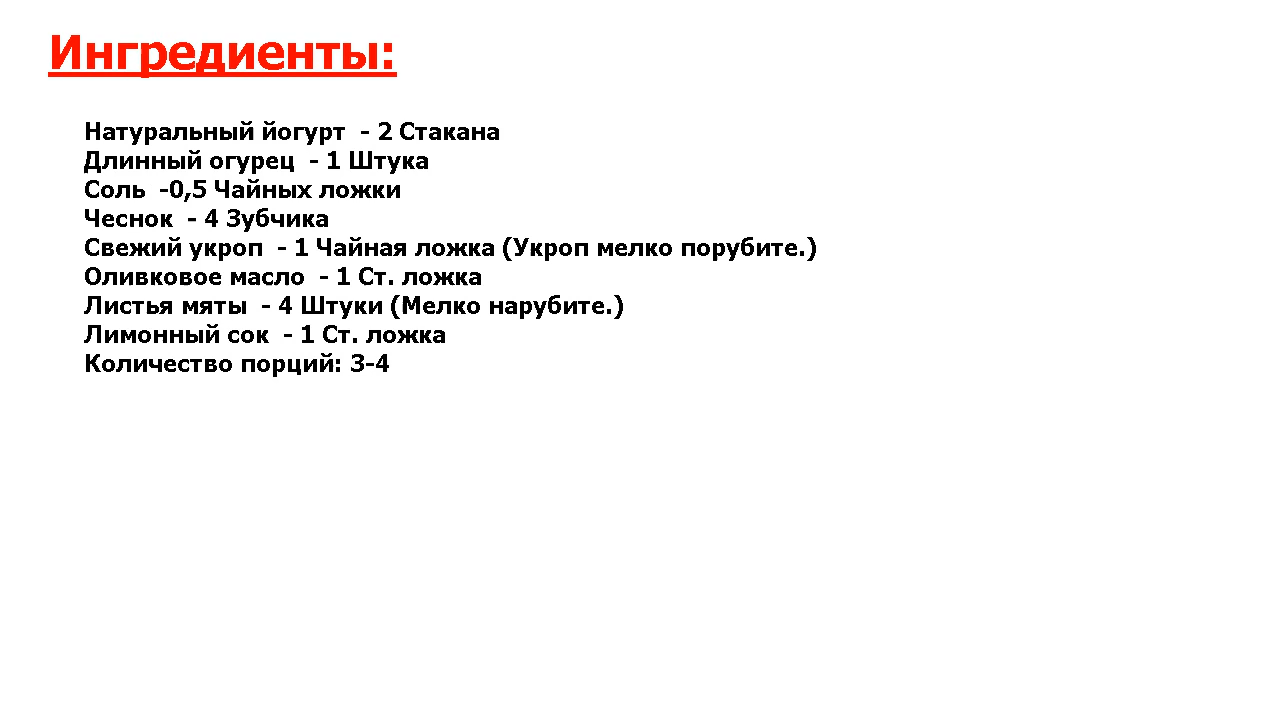 Ингредиенты:
Натуральный йогурт  - 2 Стакана
Длинный огурец  - 1 Штука
Соль  -0,5 Чайных ложки
Чеснок  - 4 Зубчика
Свежий укроп  - 1 Чайная ложка (Укроп мелко порубите.)
Оливковое масло  - 1 Ст. ложка
Листья мяты  - 4 Штуки (Мелко нарубите.)
Лимонный сок  - 1 Ст. ложка
Количество порций: 3-4